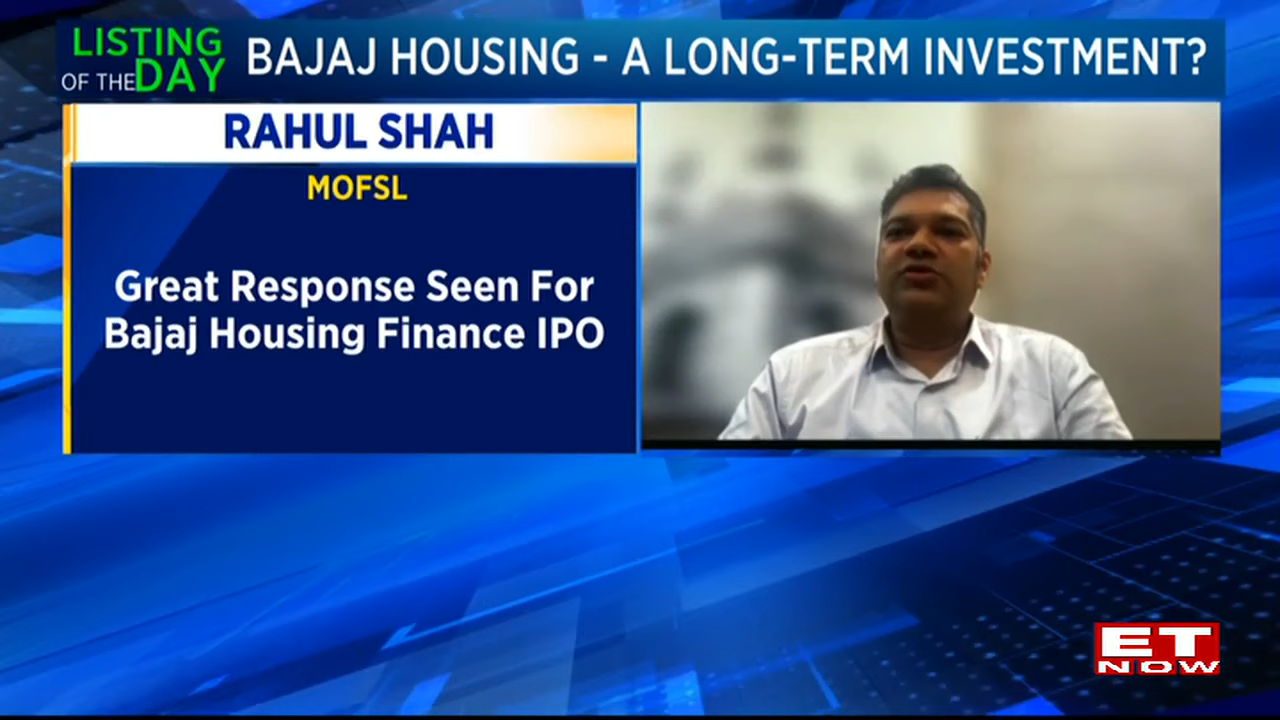 LISTING
OF THE DAY
BAJAJ HOUSING - A LONG-TERM INVESTMENT?
RAHUL SHAH
MOFSL
Great Response Seen For
Bajaj Housing Finance IPO
ET
NOW